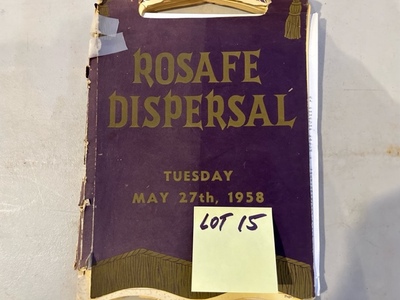 ROSAFE
DISPERSAL
TUESDAY
MAY 27th, 1958
LOT 15